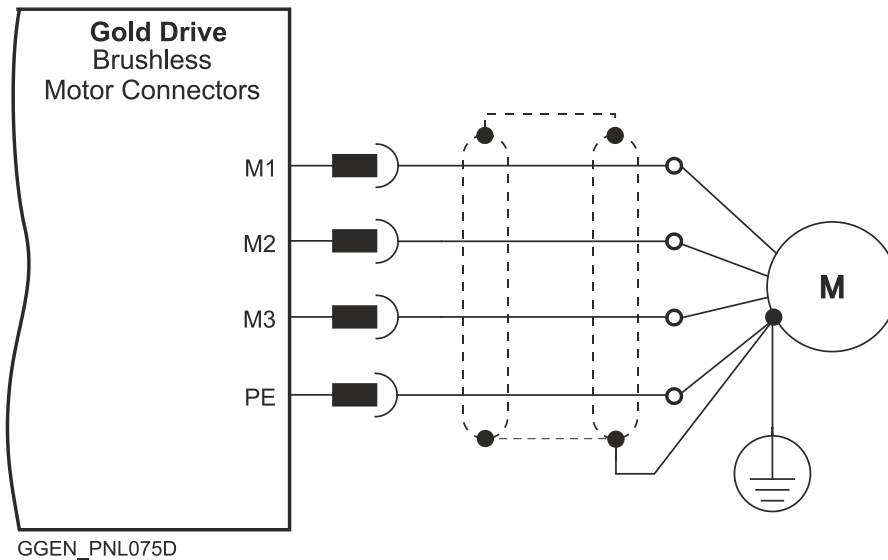 Gold Drive
Brushless
Motor Connectors
M1
M2
M3
PE
M
GGEN_PNL075D